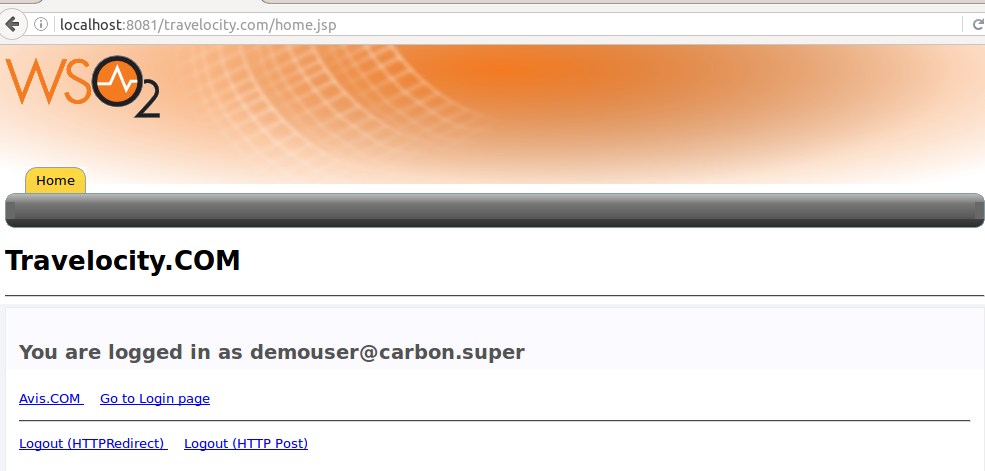 localhost:8081/travelocity.com/home.jsp
WSO2
Home
Travelocity.COM
You are logged in as demouser@carbon.super
Avis.COM Go to Login page
Logout (HTTPRedirect) Logout (HTTP Post)